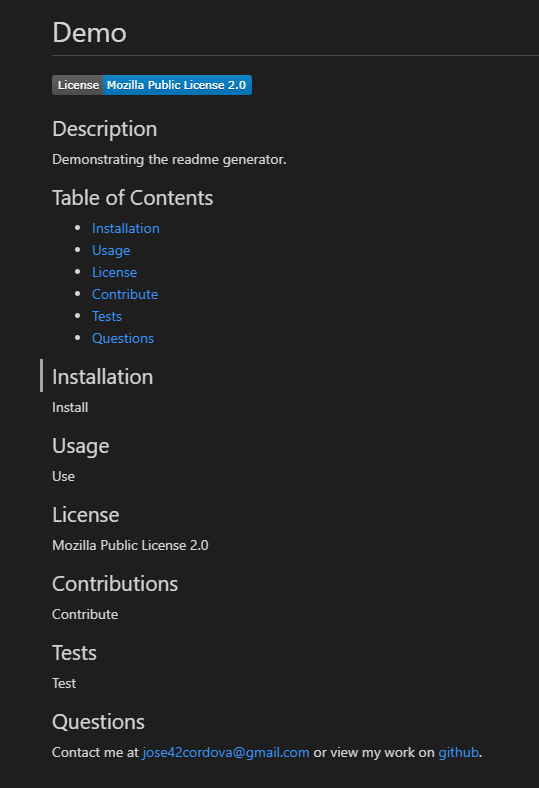 Demo
License Mozilla Public License 2.0
Description
Demonstrating the readme generator.
Table of Contents
Installation
Usage
License
Contribute
Tests
Questions
Installation
Install
Usage
Use
License
Mozilla Public License 2.0
Contributions
Contribute
Tests
Test
Questions
Contact me at jose42cordova@gmail.com or view my work on github.